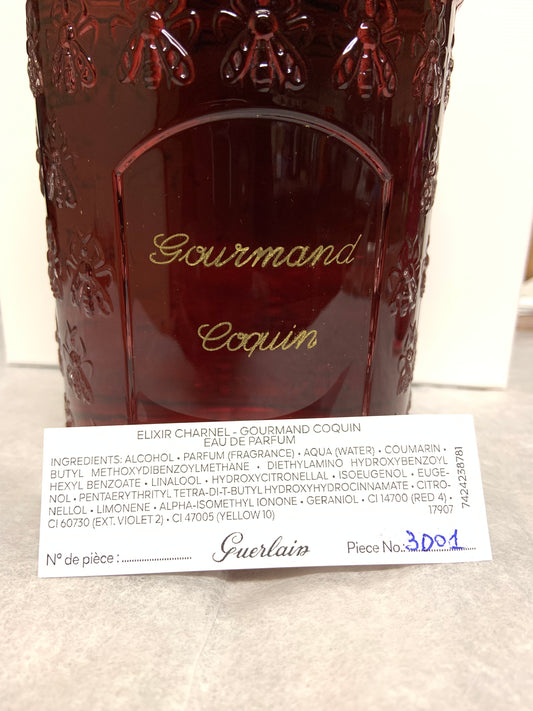 Gourmand
Coquin
ELIXIR CHARNEL - GOURMAND COQUIN
EAU DE PARFUM
INGREDIENTS: ALCOHOL • PARFUM (FRAGRANCE) • AQUA (WATER) • COUMARIN •
BUTYL METHOXYDIBENZOYLMETHANE • DIETHYLAMINO HYDROXYBENZOYL
HEXYL BENZOATE • LINALOOL • HYDROXYCITRONELLAL • ISOEUGENOL • EUGE-
NOL • PENTAERYTHRITYL TETRA-DI-T-BUTYL HYDROXYHYDROCINNAMATE • CITRO-
NELLOL • LIMONENE • ALPHA-ISOMETHYL IONONE • GERANIOL • CI 14700 (RED 4) •
CI 60730 (EXT. VIOLET 2) • CI 47005 (YELLOW 10) 17907
7424238781
N° de pièce :.................. Guerlain Piece No.:3001